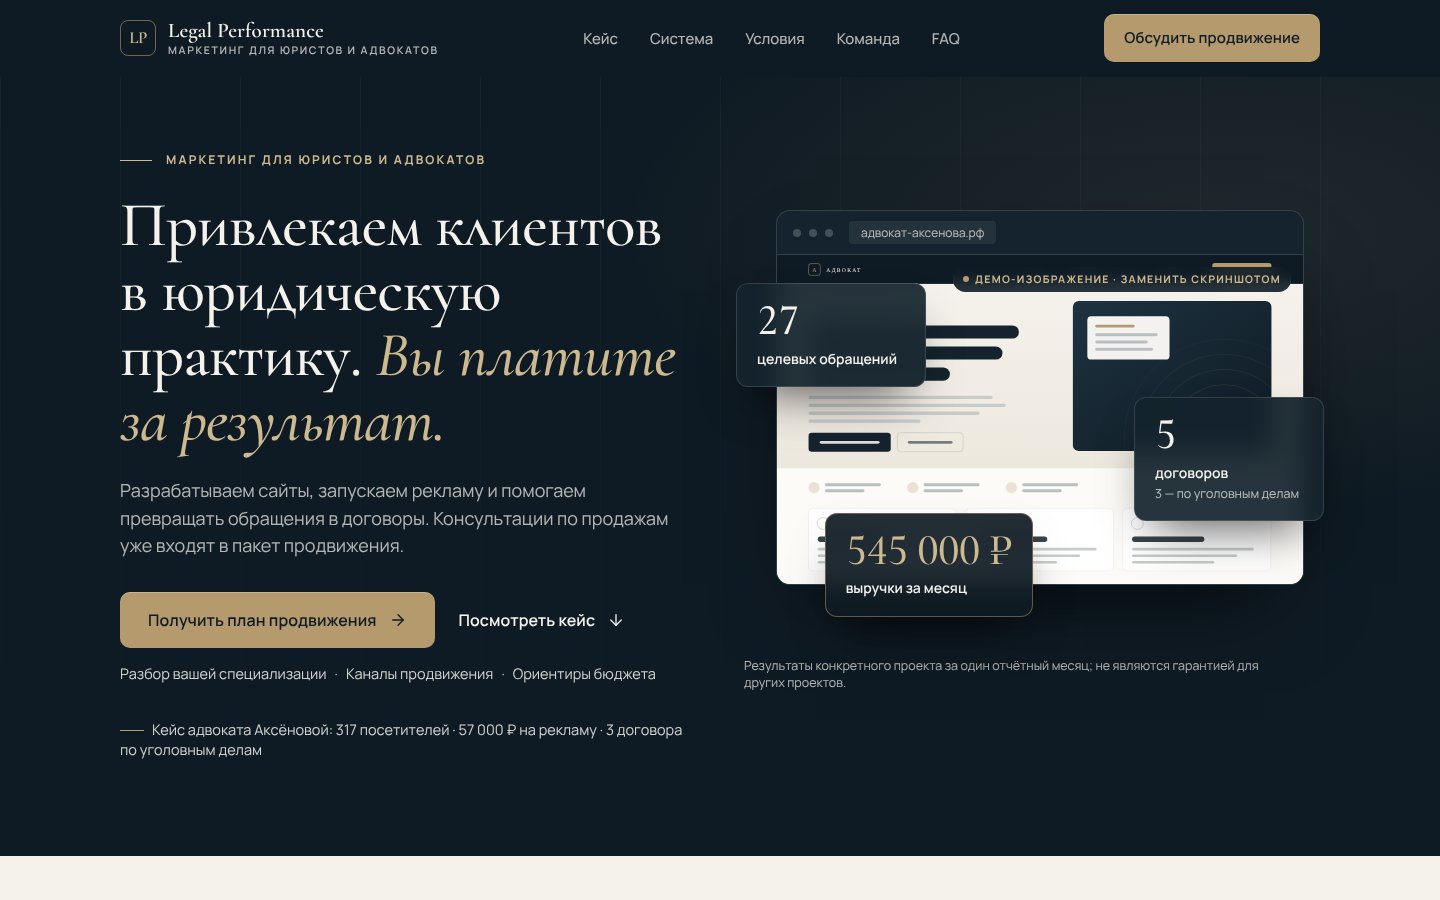 LP
Legal Performance
МАРКЕТИНГ ДЛЯ ЮРИСТОВ И АДВОКАТОВ
Кейс
Система
Условия
Команда
FAQ
Обсудить продвижение
МАРКЕТИНГ ДЛЯ ЮРИСТОВ И АДВОКАТОВ
Привлекаем клиентов
в юридическую
практику. Вы платите
за результат.
Разрабатываем сайты, запускаем рекламу и помогаем
превращать обращения в договоры. Консультации по продажам
уже входят в пакет продвижения.
Получить план продвижения →
Посмотреть кейс ↓
Разбор вашей специализации · Каналы продвижения · Ориентиры бюджета
Кейс адвоката Аксёновой: 317 посетителей · 57 000 ₽ на рекламу · 3 договора
по уголовным делам
адвокат-аксенова.рф
А АДВОКАТ
ДЕМО-ИЗОБРАЖЕНИЕ · ЗАМЕНИТЬ СКРИНШОТОМ
27
целевых обращений
5
договоров
3 — по уголовным делам
545 000 ₽
выручки за месяц
Результаты конкретного проекта за один отчётный месяц; не являются гарантией для
других проектов.